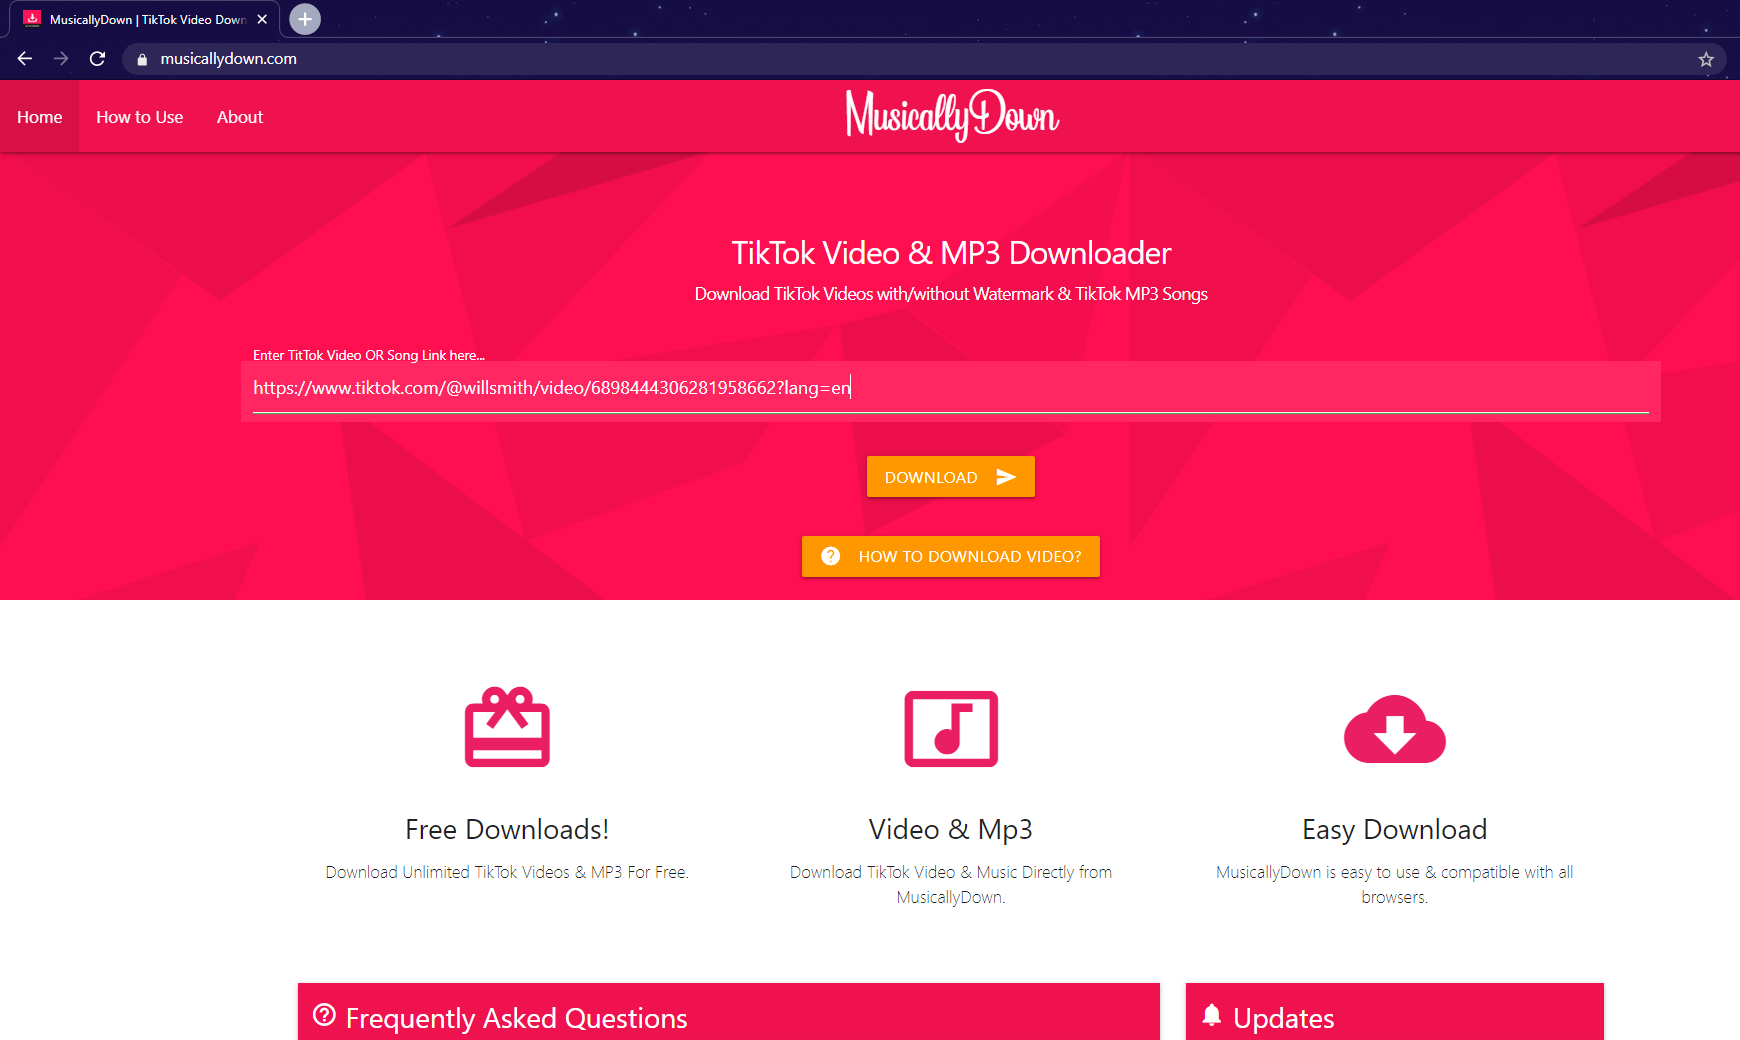 MusicallyDown | TikTok Video Down
musicallydown.com
Home How to Use About MusicallyDown
TikTok Video & MP3 Downloader
Download TikTok Videos with/without Watermark & TikTok MP3 Songs
Enter TitTok Video OR Song Link here...
https://www.tiktok.com/@willsmith/video/6898444306281958662?lang=en
DOWNLOAD
HOW TO DOWNLOAD VIDEO?
Free Downloads!
Download Unlimited TikTok Videos & MP3 For Free.
Video & Mp3
Download TikTok Video & Music Directly from
MusicallyDown.
Easy Download
MusicallyDown is easy to use & compatible with all
browsers.
Frequently Asked Questions
Updates